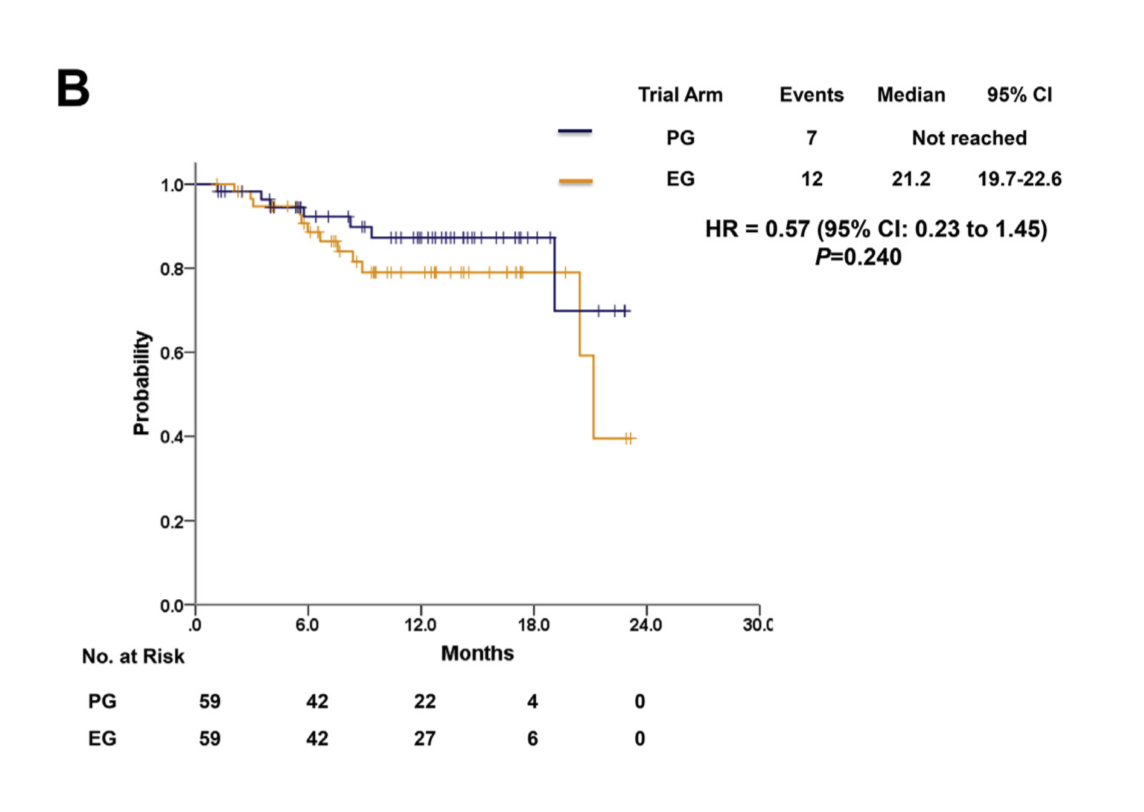 B
Trial Arm Events Median 95% CI
PG 7 Not reached
EG 12 21.2 19.7-22.6
HR = 0.57 (95% CI: 0.23 to 1.45)
P=0.240
1.0
0.8
0.6
0.4
0.2
0.0
Probability
.0 6.0 12.0 18.0 24.0 30.0
Months
No. at Risk
PG 59 42 22 4 0
EG 59 42 27 6 0